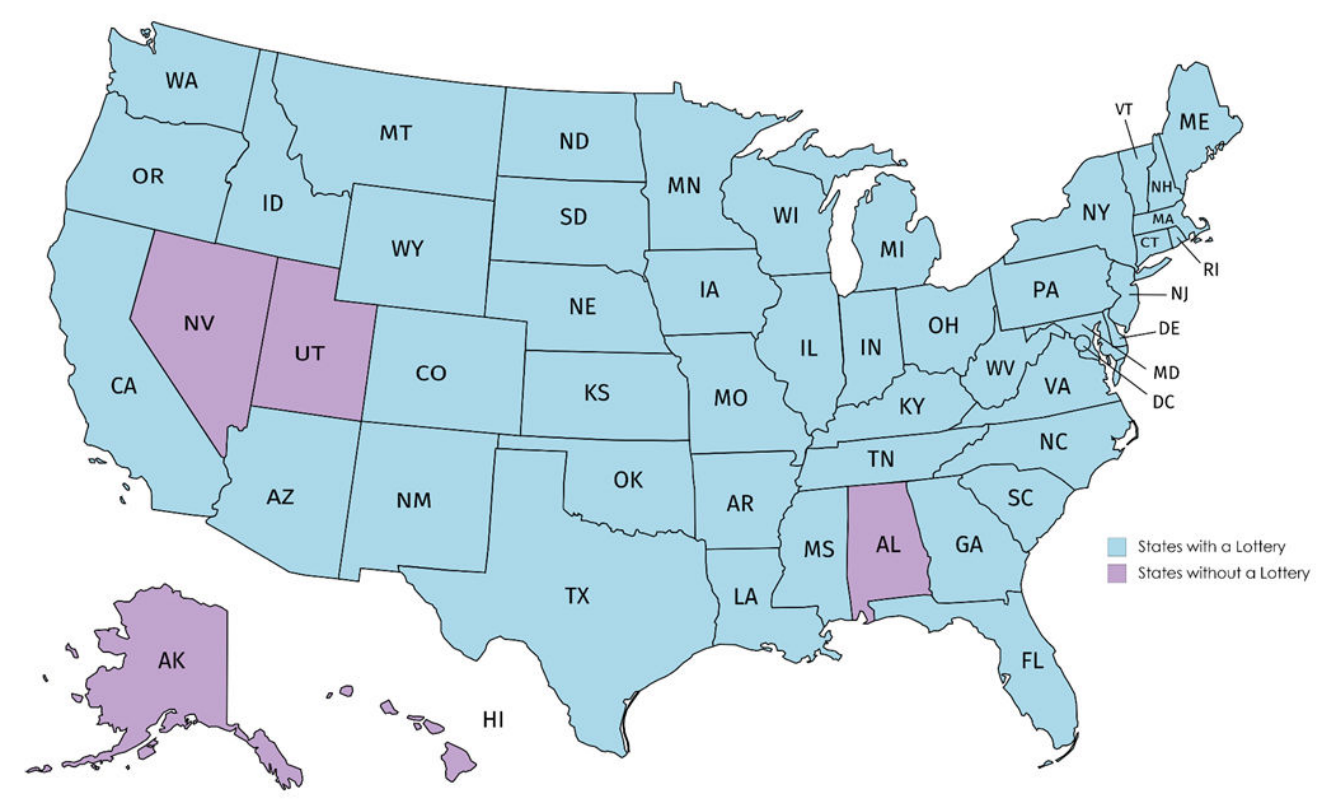 WA
MT
ND
MN
OR
ID
SD
WI
MI
NY
VT
NH
ME
MA
CT
RI
WY
IA
NE
PA
NJ
NV
UT
CO
KS
MO
IL
IN
OH
WV
VA
DE
MD
DC
CA
KY
NC
TN
AZ
NM
OK
AR
SC
MS
AL
GA
States with a Lottery
States without a Lottery
TX
LA
FL
AK
HI